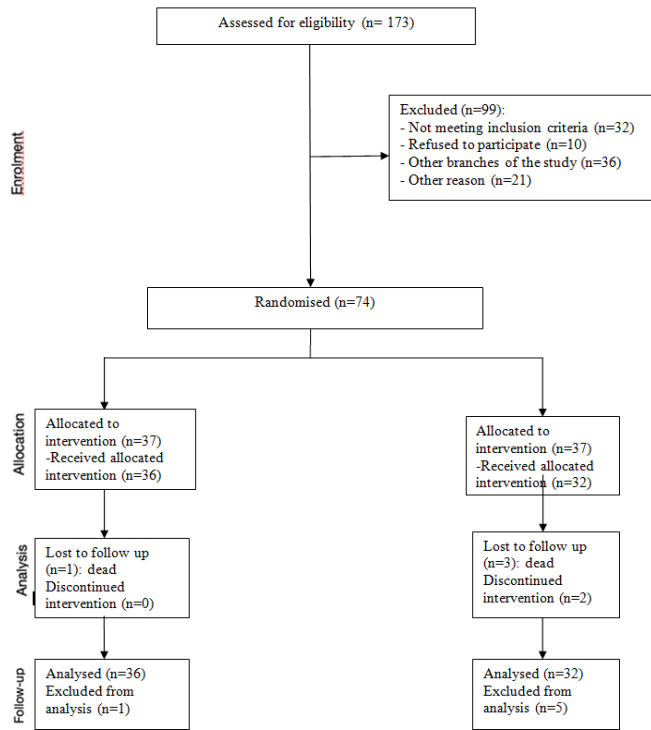 Assessed for eligibility (n= 173)
Enrolment
Excluded (n=99):
- Not meeting inclusion criteria (n=32)
- Refused to participate (n=10)
- Other branches of the study (n=36)
- Other reason (n=21)
Randomised (n=74)
Allocation
Allocated to
intervention (n=37)
-Received allocated
intervention (n=36)
Allocated to
intervention (n=37)
-Received allocated
intervention (n=32)
Analysis
Lost to follow up
(n=1): dead
Discontinued
intervention (n=0)
Lost to follow up
(n=3): dead
Discontinued
intervention (n=2)
Follow-up
Analysed (n=36)
Excluded from
analysis (n=1)
Analysed (n=32)
Excluded from
analysis (n=5)